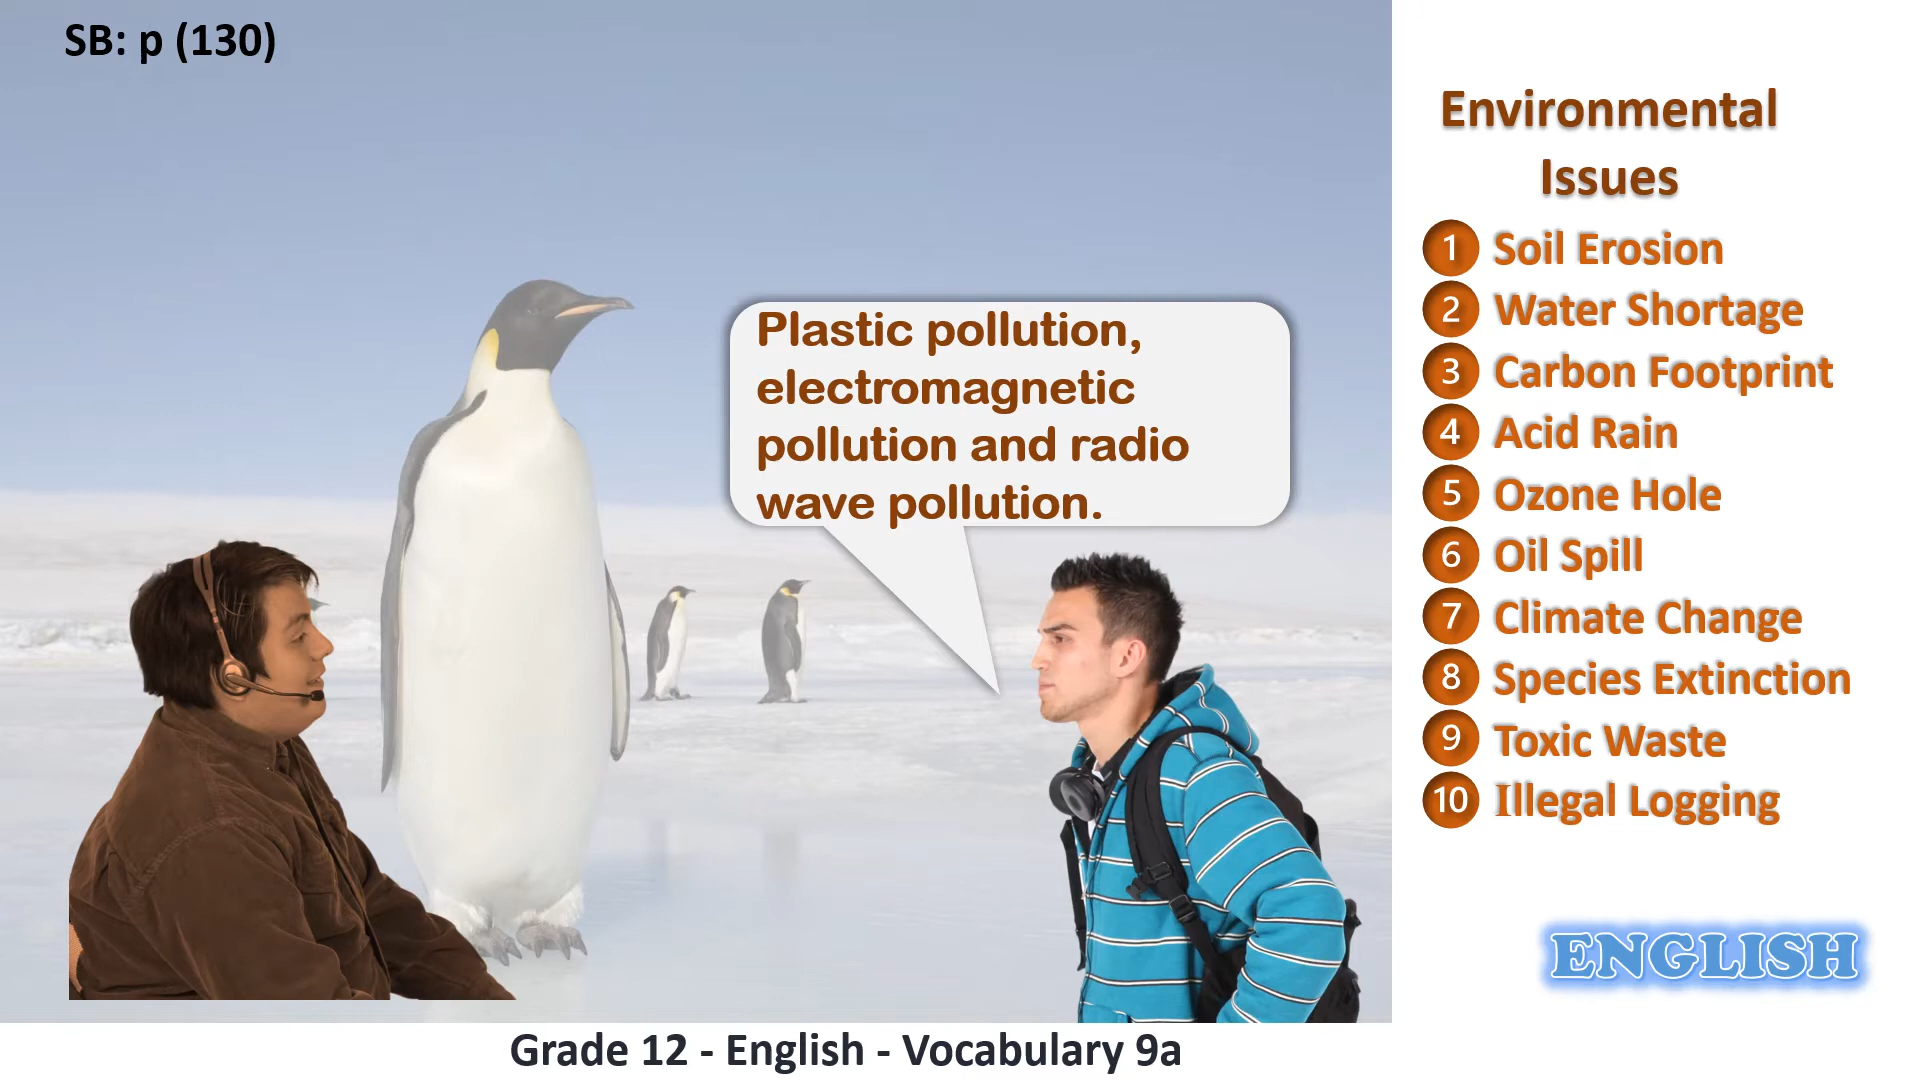 SB: p (130)
Plastic pollution,
electromagnetic
pollution and radio
wave pollution.
Environmental
Issues
1 Soil Erosion
2 Water Shortage
3 Carbon Footprint
4 Acid Rain
5 Ozone Hole
6 Oil Spill
7 Climate Change
8 Species Extinction
9 Toxic Waste
10 Illegal Logging
ENGLISH
Grade 12 - English - Vocabulary 9a